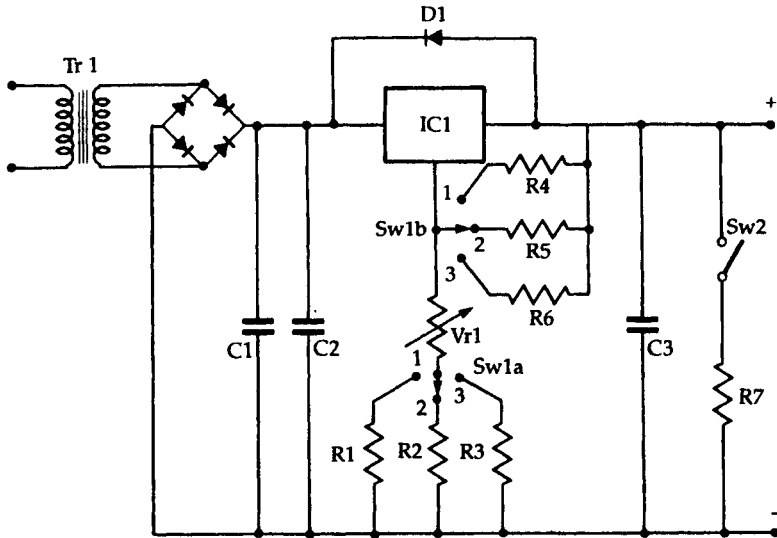 D1
Tr 1
IC1
+
1
R4
Sw1b
2
R5
Sw2
3
R6
C1
C2
Vr1
C3
1
Sw1a
2
3
R7
R1
R2
R3
−